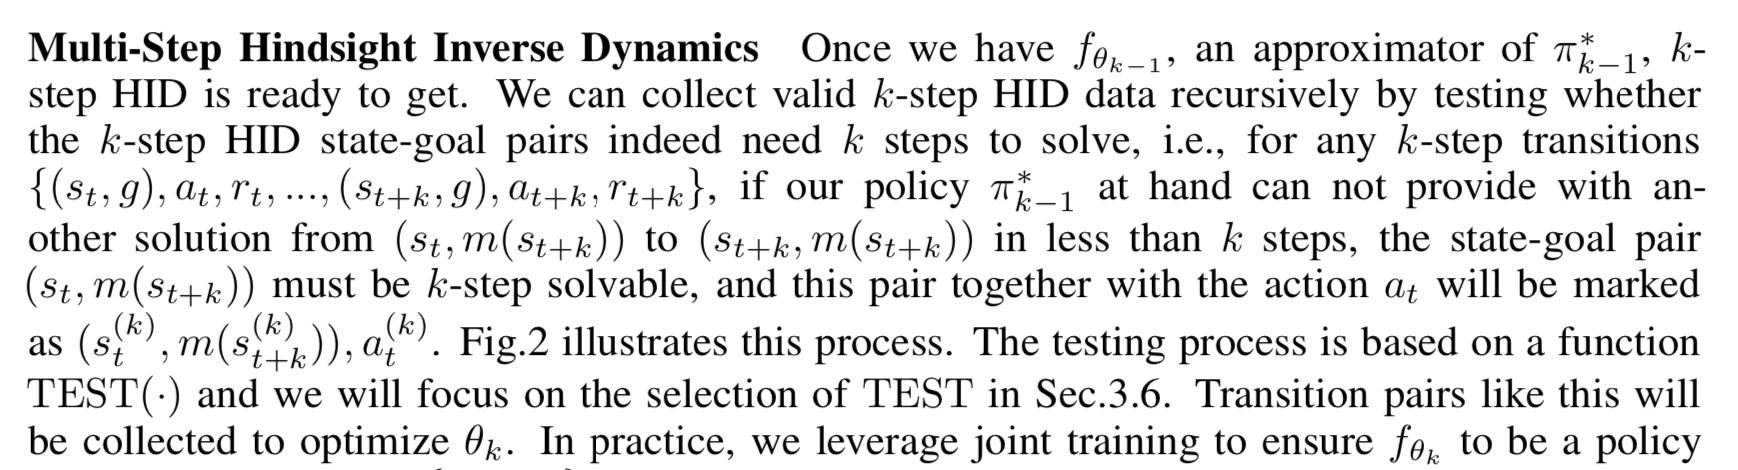 Multi-Step Hindsight Inverse Dynamics Once we have $f_{\theta_{k-1}}$, an approximator of $\pi^*_{k-1}$, $k$-
step HID is ready to get. We can collect valid $k$-step HID data recursively by testing whether
the $k$-step HID state-goal pairs indeed need $k$ steps to solve, i.e., for any $k$-step transitions
$\{(s_t, g), a_t, r_t, ..., (s_{t+k}, g), a_{t+k}, r_{t+k}\}$, if our policy $\pi^*_{k-1}$ at hand can not provide with an-
other solution from $(s_t, m(s_{t+k}))$ to $(s_{t+k}, m(s_{t+k}))$ in less than $k$ steps, the state-goal pair
$(s_t, m(s_{t+k}))$ must be $k$-step solvable, and this pair together with the action $a_t$ will be marked
as $(s_t^{(k)}, m(s_{t+k}^{(k)})), a_t^{(k)}$. Fig.2 illustrates this process. The testing process is based on a function
TEST(·) and we will focus on the selection of TEST in Sec.3.6. Transition pairs like this will
be collected to optimize $\theta_k$. In practice, we leverage joint training to ensure $f_{\theta_k}$ to be a policy